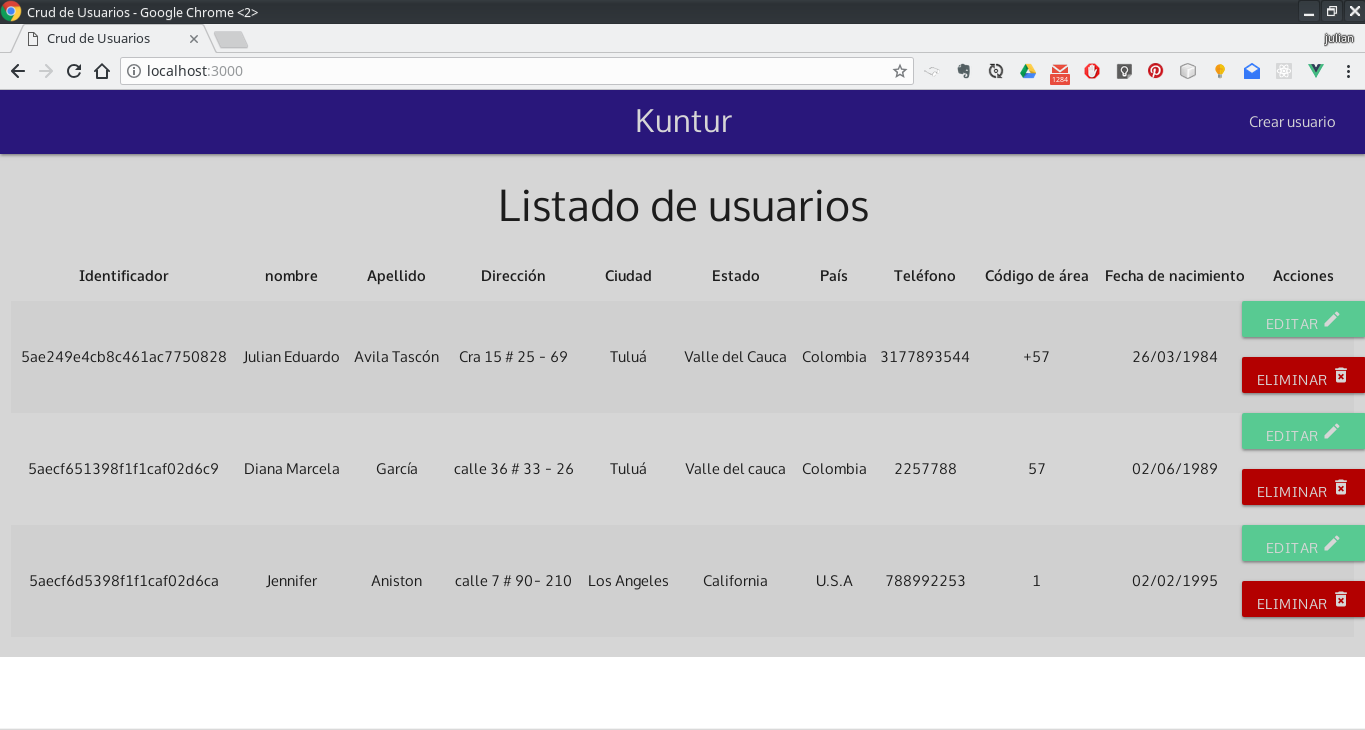 Crud de Usuarios - Google Chrome <2>
Crud de Usuarios
julian
localhost:3000
1284
Kuntur
Crear usuario
Listado de usuarios
Identificador nombre Apellido Dirección Ciudad Estado País Teléfono Código de área Fecha de nacimiento Acciones
5ae249e4cb8c461ac7750828 Julian Eduardo Avila Tascón Cra 15 # 25 - 69 Tuluá Valle del Cauca Colombia 3177893544 +57 26/03/1984
EDITAR
ELIMINAR
5aecf651398f1f1caf02d6c9 Diana Marcela García calle 36 # 33 - 26 Tuluá Valle del cauca Colombia 2257788 57 02/06/1989
EDITAR
ELIMINAR
5aecf6d5398f1f1caf02d6ca Jennifer Aniston calle 7 # 90- 210 Los Angeles California U.S.A 788992253 1 02/02/1995
EDITAR
ELIMINAR